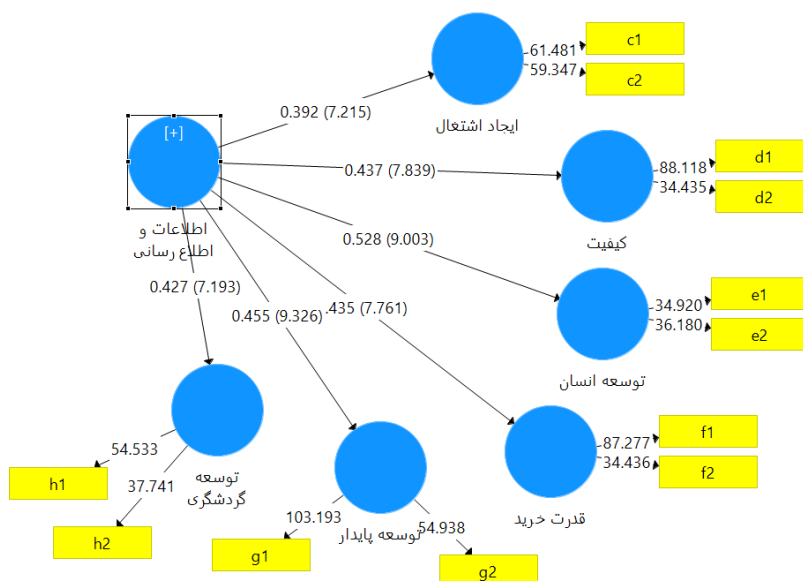 61.481
c1
59.347
c2
0.392 (7.215)
ایجاد اشتغال
[+]
اطلاعات و
اطلاع رسانی
0.437 (7.839)
88.118
d1
34.435
d2
کیفیت
0.528 (9.003)
34.920
e1
36.180
e2
توسعه انسان
0.427 (7.193)
0.455 (9.326)
.435 (7.761)
87.277
f1
34.436
f2
قدرت خرید
54.533
h1
37.741
h2
توسعه
گردشگری
103.193
g1
توسعه پایدار
54.938
g2